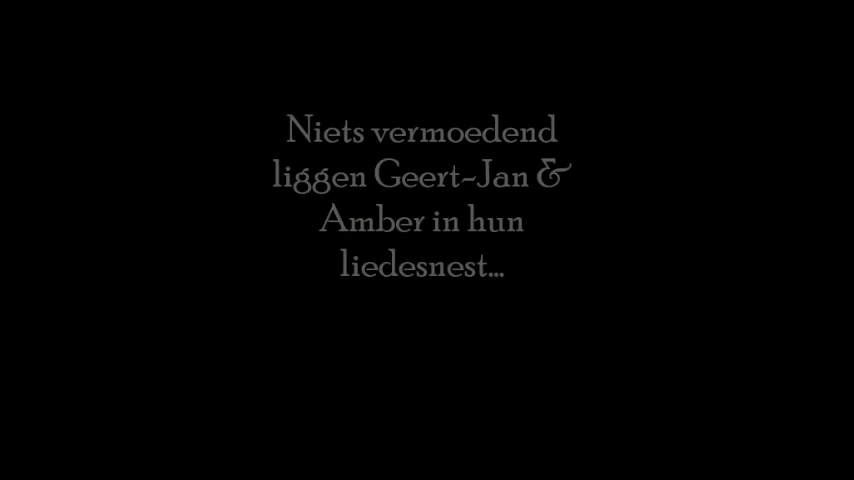 Niets vermoedend
liggen Geert-Jan &
Amber in hun
liedesnest...